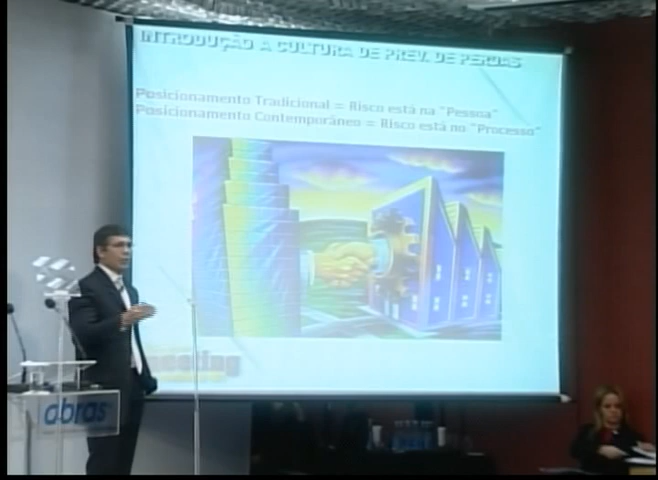 INTRODUÇÃO A CULTURA DE PREV. DE PERDAS
Posicionamento Tradicional = Risco está na "Pessoa"
Posicionamento Contemporâneo = Risco está no "Processo"
abras